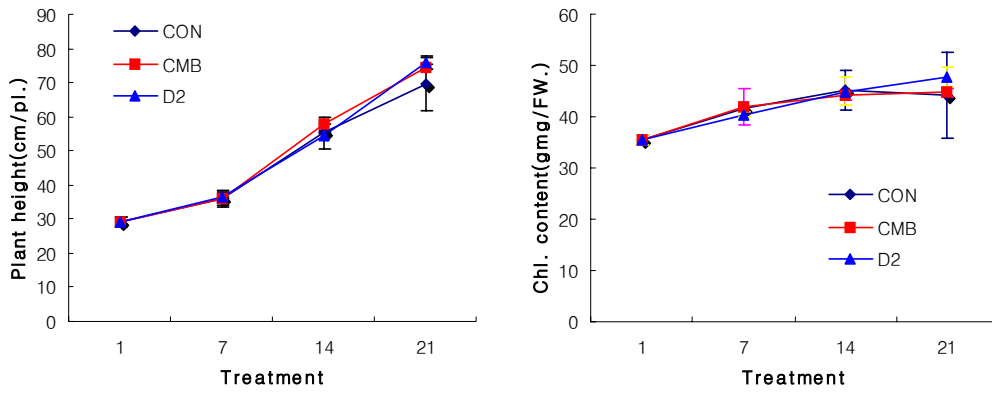 90
80
70
60
50
40
30
20
10
0
Plant height(cm/pl.)
CON
CMB
D2
1 7 14 21
Treatment
60
50
40
30
20
10
0
Chl. content(gmg/FW.)
CON
CMB
D2
1 7 14 21
Treatment